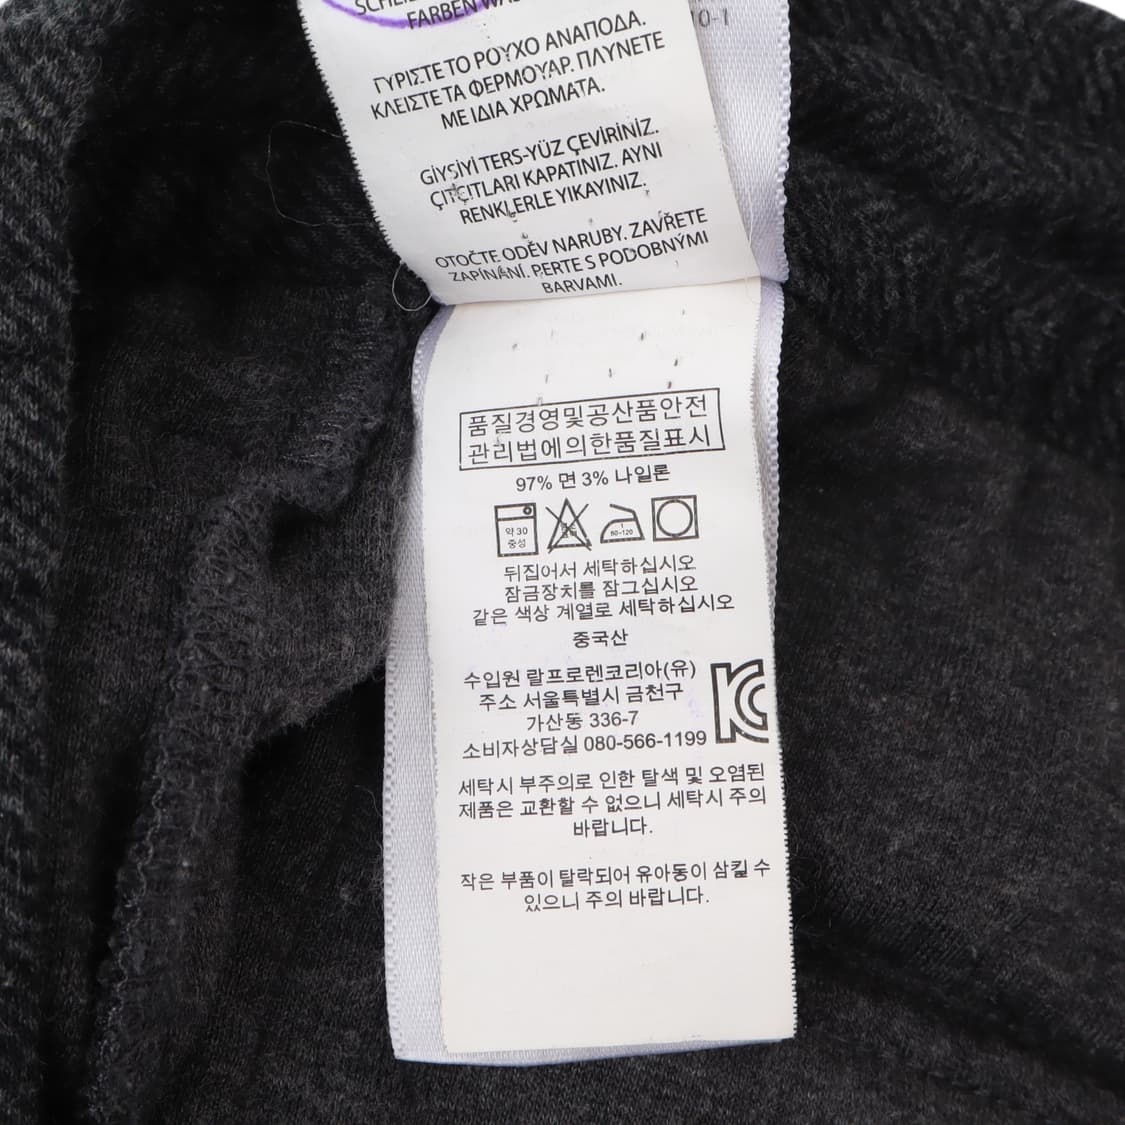 FARBEN
ΓΥΡΙΣΤΕ ΤΟ ΡΟΥΧΟ ΑΝΑΠΟΔΑ.
ΚΛΕΙΣΤΕ ΤΑ ΦΕΡΜΟΥΑΡ. ΠΛΥΝΕΤΕ
ΜΕ ΙΔΙΑ ΧΡΩΜΑΤΑ.
GİYSİYİ TERS-YÜZ ÇEVİRİNİZ.
ÇITÇITLARI KAPATINIZ. AYNI
RENKLERLE YIKAYINIZ.
OTOČTE ODĚV NARUBY. ZAVŘETE
ZAPÍNÁNÍ. PERTE S PODOBNÝMI
BARVAMI.
품질경영및공산품안전
관리법에의한품질표시
97% 면 3% 나일론
약 30
중성
1
80-120
뒤집어서 세탁하십시오
잠금장치를 잠그십시오
같은 색상 계열로 세탁하십시오
중국산
수입원 랄프로렌코리아(유)
주소 서울특별시 금천구
가산동 336-7
소비자상담실 080-566-1199
세탁시 부주의로 인한 탈색 및 오염된
제품은 교환할 수 없으니 세탁시 주의
바랍니다.
작은 부품이 탈락되어 유아동이 삼킬 수
있으니 주의 바랍니다.